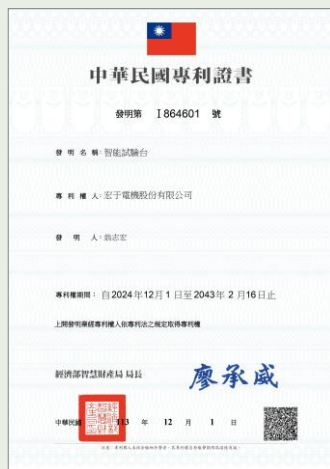 中華民國專利證書
發明第 I864601 號
發 明 名 稱：智能試驗台
專 利 權 人：宏于電機股份有限公司
發 明 人：翁志宏
專利權期間：自2024年12月1日至2043年2月16日止
上開發明業經專利權人依專利法之規定取得專利權
經濟部智慧財產局 局長
廖承威
中華民國 113 年 12 月 1 日